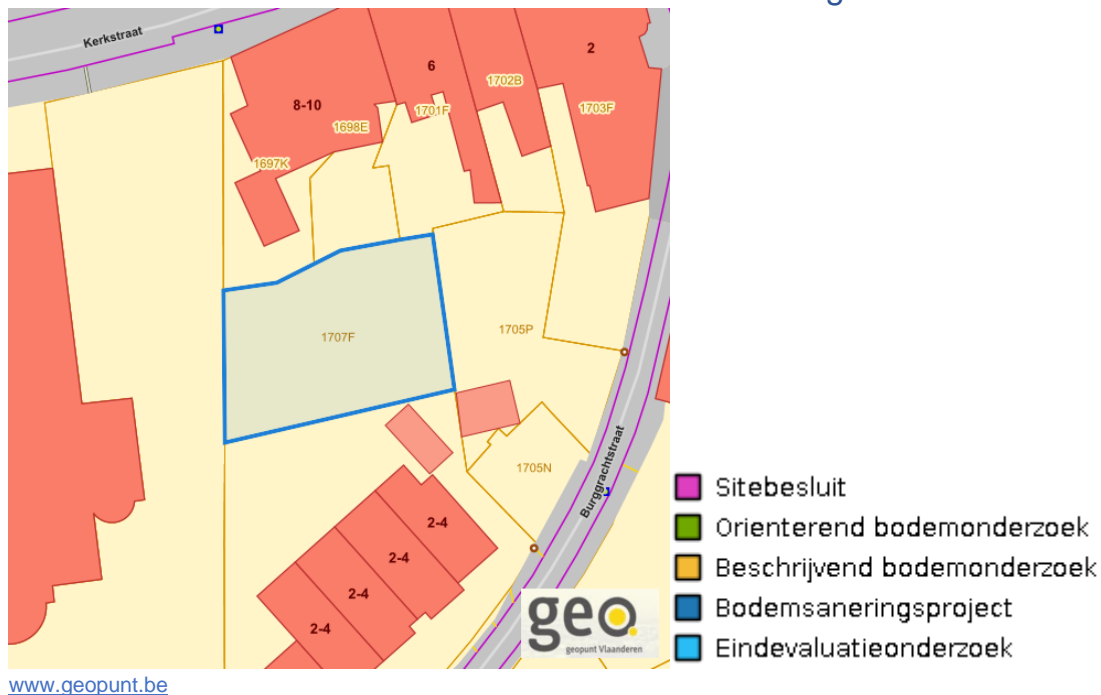 Kerkstraat
2
6
1702B
8-10
1701F
1703F
1698E
1697K
1707F
1705P
1705N
Burggrachtstraat
2-4
2-4
2-4
2-4
geo.
geopunt Vlaanderen
Sitebesluit
Orienterend bodemonderzoek
Beschrijvend bodemonderzoek
Bodemsaneringsproject
Eindevaluatieonderzoek
www.geopunt.be